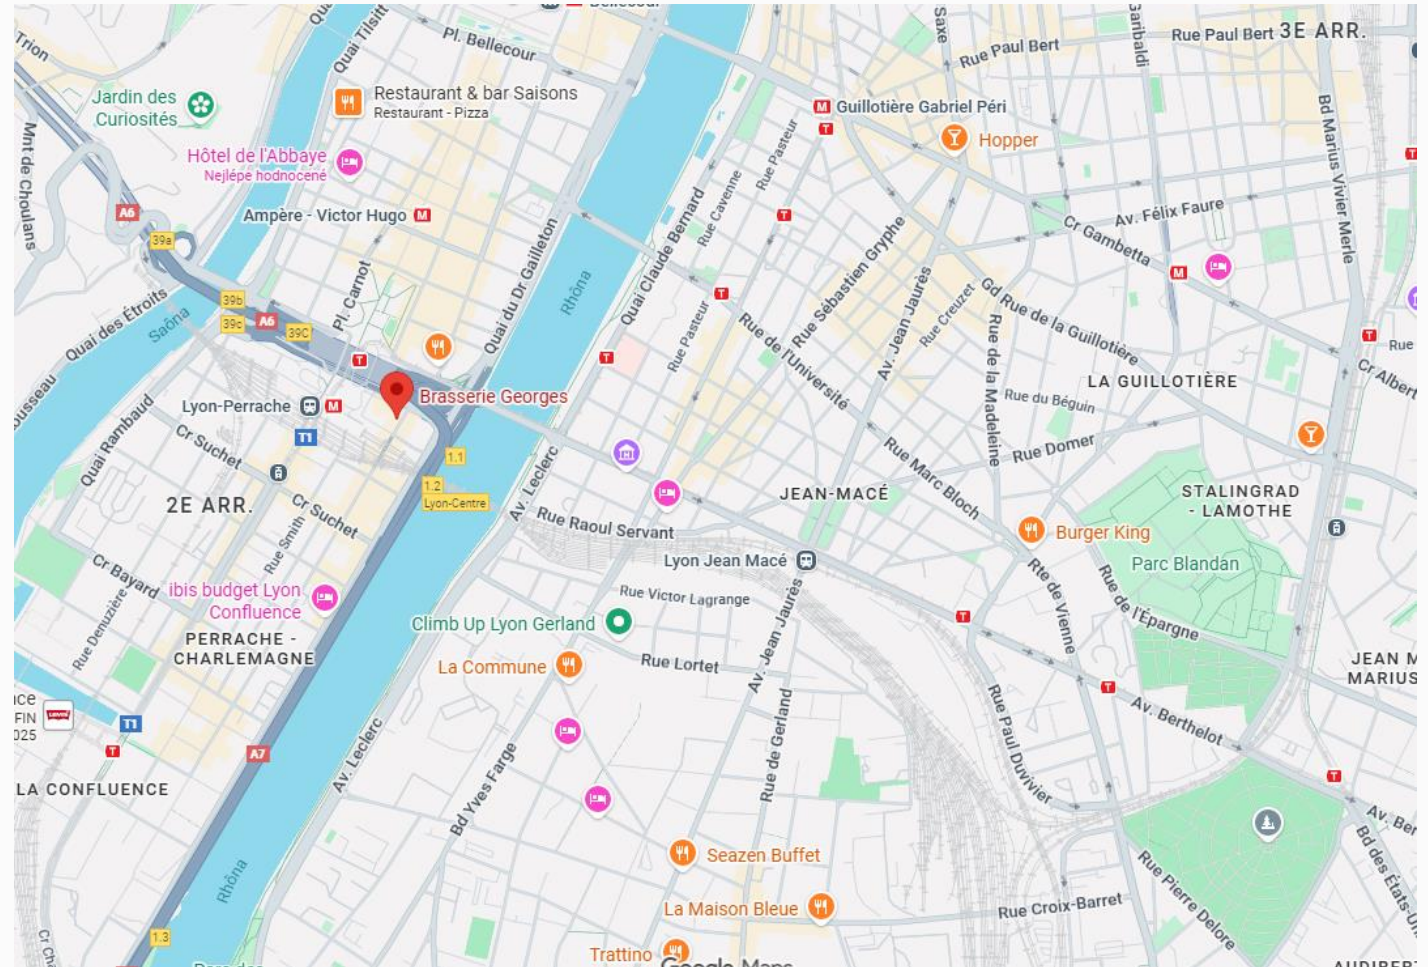 Bellecour
Trion
Quai Tilsitt
Pl. Bellecour
Saxe
Rue Paul Bert
Garibaldi
Rue Paul Bert
3E ARR.
Jardin des
Curiosités
Restaurant & bar Saisons
Restaurant - Pizza
Guillotière Gabriel Péri
Hopper
Bd Marius Vivier Merle
Mnt de Choulans
Hôtel de l'Abbaye
Nejlépe hodnocené
Rue Pasteur
Rue Cavenne
A6
Ampère - Victor Hugo
39a
Quai Claude Bernard
Rue Sébastien Gryphe
Cr Gambetta
Av. Félix Faure
Quai du Dr Gailleton
Rhôna
Pl. Carnot
39b
39c
A6
39C
Quai des Étroits
Saôna
Rue Pasteur
Rue de l'Université
Av. Jean Jaurès
Rue Creuzet
Gd Rue de la Guillotière
Rue de la Madeleine
Rue
Cr Albert
LA GUILLOTIÈRE
Rue du Béguin
Rue Domer
Brasserie Georges
Lyon-Perrache
T1
Quai Rambaud
Cr Suchet
1.1
1.2
Lyon-Centre
Av. Leclerc
Rue Marc Bloch
JEAN-MACÉ
STALINGRAD
- LAMOTHE
2E ARR.
Cr Suchet
Rue Smith
Rue Raoul Servant
Burger King
Lyon Jean Macé
Parc Blandan
Cr Bayard
Rue Denuzière
ibis budget Lyon
Confluence
Rue Victor Lagrange
Rte de Vienne
Rue de l'Épargne
Climb Up Lyon Gerland
PERRACHE -
CHARLEMAGNE
La Commune
Rue Lortet
Av. Jean Jaurès
JEAN M
MARIUS
FIN
025
T1
A7
Av. Leclerc
Bd Yves Farge
Rue de Gerland
Rue Paul Duvivier
Av. Berthelot
LA CONFLUENCE
Av. Ber
Bd des États-Un
Seazen Buffet
Rhôna
La Maison Bleue
Rue Croix-Barret
Rue Pierre Delore
1.3
Trattino
Google Maps